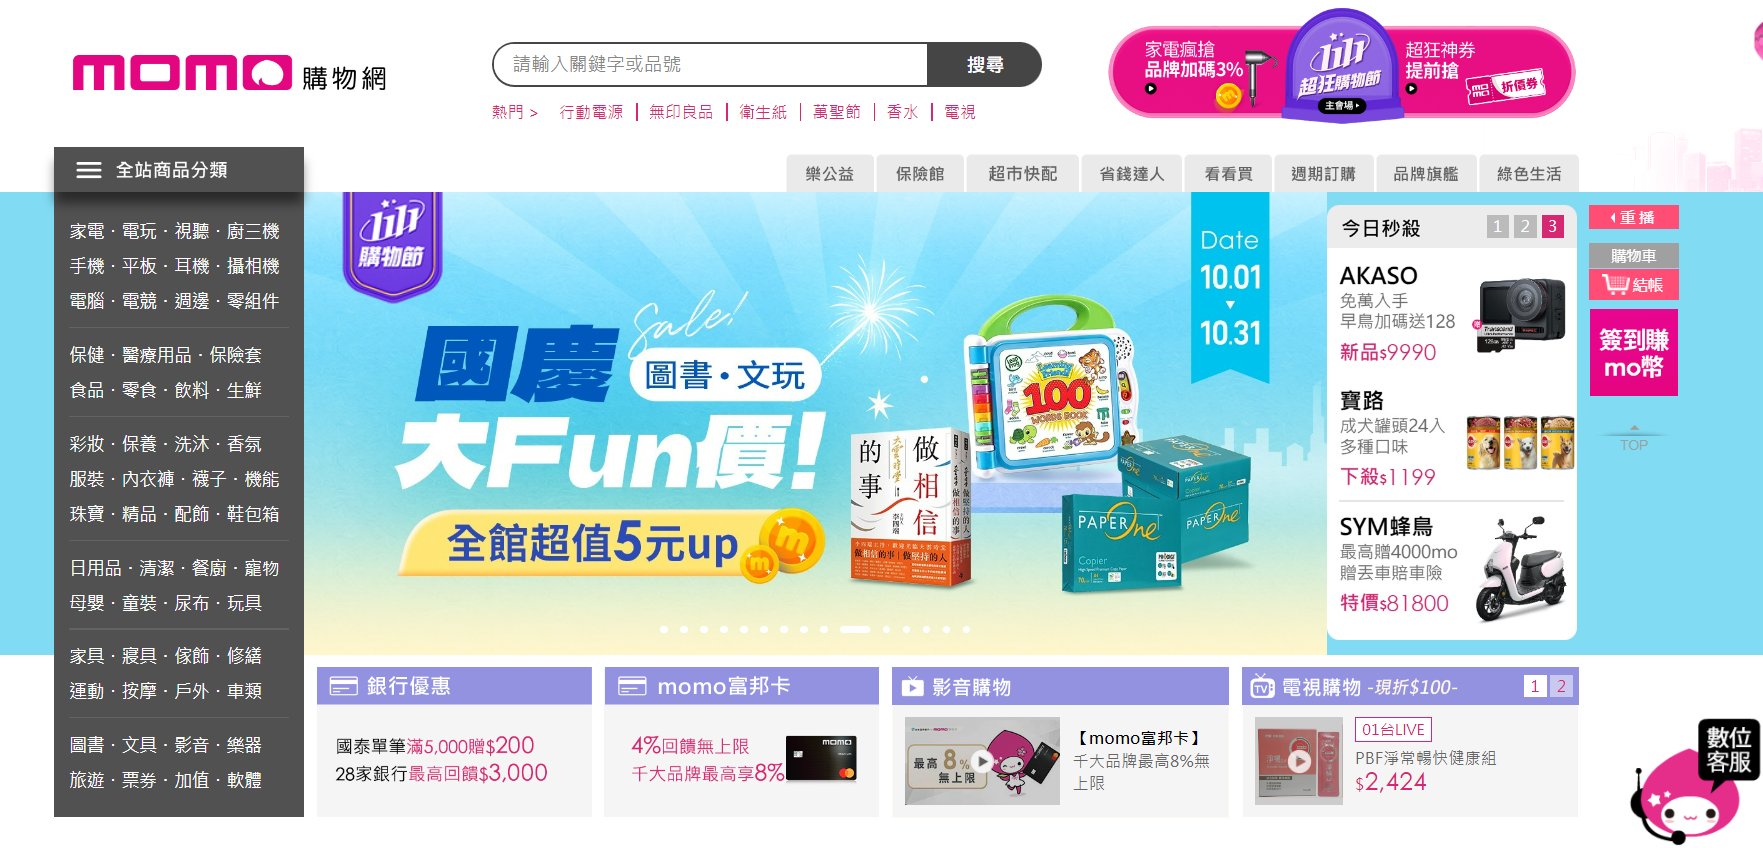 momo購物網
請輸入關鍵字或品號
搜尋
熱門 >
行動電源
無印良品
衛生紙
萬聖節
香水
電視
家電瘋搶
品牌加碼3%
超狂購物節
主會場
超狂神券
提前搶
折價券
全站商品分類
樂公益
保險館
超市快配
省錢達人
看看買
週期訂購
品牌旗艦
綠色生活
家電・電玩・視聽・廚三機
手機・平板・耳機・攝相機
電腦・電競・週邊・零組件
保健・醫療用品・保險套
食品・零食・飲料・生鮮
彩妝・保養・洗沐・香氛
服裝・內衣褲・襪子・機能
珠寶・精品・配飾・鞋包箱
日用品・清潔・餐廚・寵物
母嬰・童裝・尿布・玩具
家具・寢具・傢飾・修繕
運動・按摩・戶外・車類
圖書・文具・影音・樂器
旅遊・票券・加值・軟體
購物節
Sale!
國慶
圖書・文玩
大Fun價!
全館超值5元up
Date
10.01
10.31
做相信的事
LeapFrog
Learning Friends
100
WORDS BOOK
PAPER One
PAPER One
Copier
今日秒殺
1
2
3
AKASO
免萬入手
早鳥加碼送128
新品$9990
Transcend
寶路
成犬罐頭24入
多種口味
下殺$1199
SYM蜂鳥
最高贈4000mo
贈丟車賠車險
特價$81800
重播
購物車
結帳
簽到賺
mo幣
TOP
銀行優惠
國泰單筆滿5,000贈$200
28家銀行最高回饋$3,000
momo富邦卡
4%回饋無上限
千大品牌最高享8%
momo
影音購物
最高8%
無上限
【momo富邦卡】
千大品牌最高8%無
上限
電視購物 -現折$100-
1
2
01台LIVE
PBF淨常暢快健康組
$2,424
數位
客服